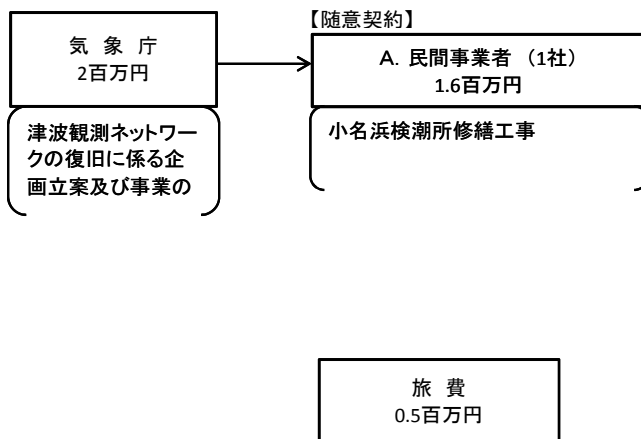 【随意契約】
気 象 庁
2百万円
A. 民間事業者 （1社）
1.6百万円
津波観測ネットワー
クの復旧に係る企
画立案及び事業の
小名浜検潮所修繕工事
旅 費
0.5百万円